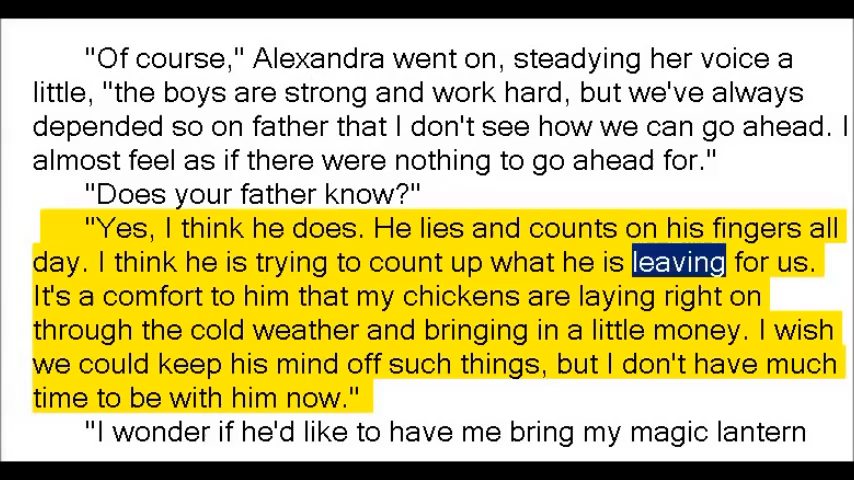 "Of course," Alexandra went on, steadying her voice a
little, "the boys are strong and work hard, but we've always
depended so on father that I don't see how we can go ahead. I
almost feel as if there were nothing to go ahead for."
"Does your father know?"
"Yes, I think he does. He lies and counts on his fingers all
day. I think he is trying to count up what he is leaving for us.
It's a comfort to him that my chickens are laying right on
through the cold weather and bringing in a little money. I wish
we could keep his mind off such things, but I don't have much
time to be with him now."
"I wonder if he'd like to have me bring my magic lantern